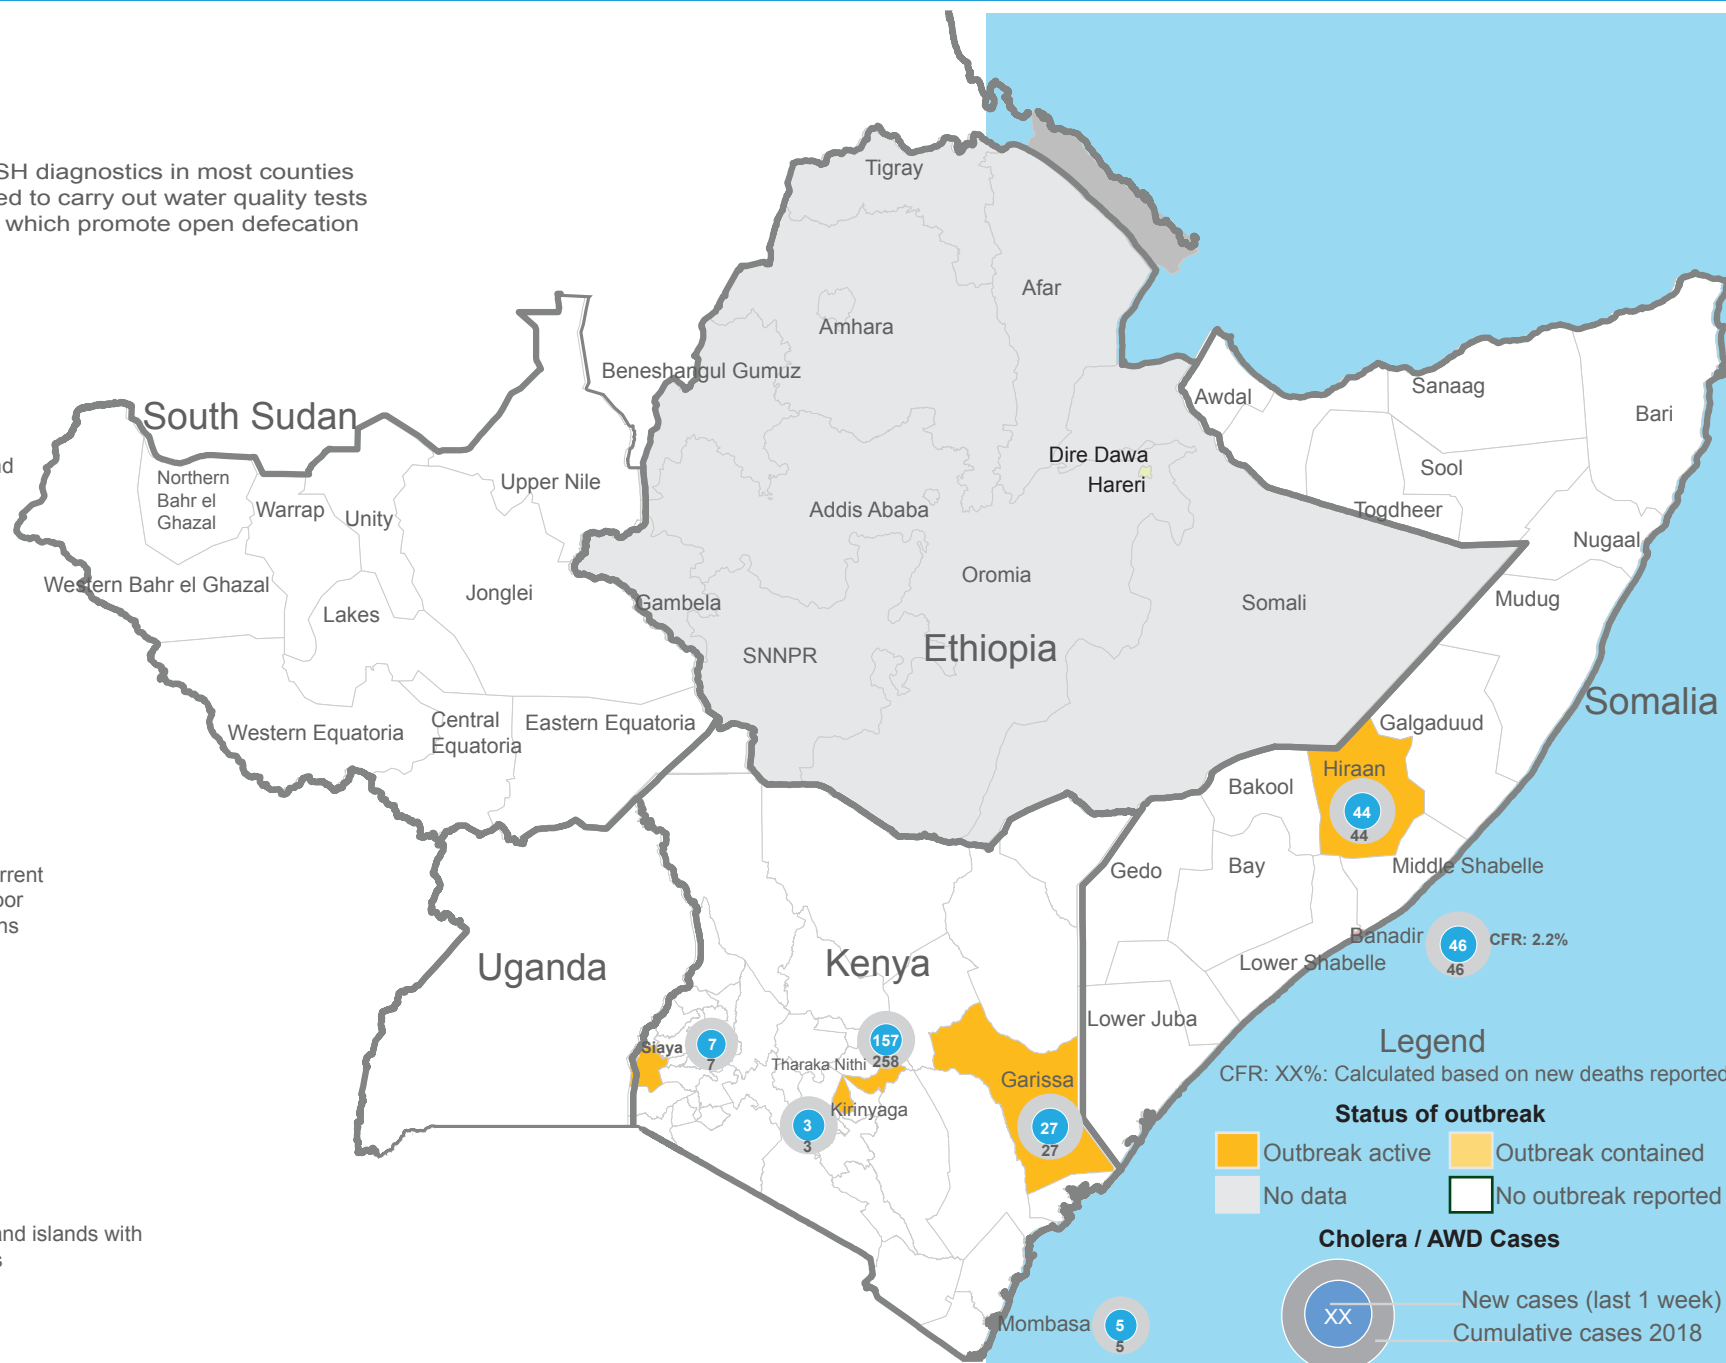 SH diagnostics in most counties
ed to carry out water quality tests
which promote open defecation
nd
rrent
oor
ns
and islands with
s
Tigray
Afar
Amhara
Beneshangul Gumuz
South Sudan
Northern
Bahr el
Ghazal
Warrap
Unity
Upper Nile
Western Bahr el Ghazal
Lakes
Jonglei
Western Equatoria
Central
Equatoria
Eastern Equatoria
Dire Dawa
Hareri
Addis Ababa
Oromia
Gambela
SNNPR
Ethiopia
Somali
Awdal
Sanaag
Bari
Sool
Togdheer
Nugaal
Mudug
Somalia
Galgaduud
Hiraan
44
44
Bakool
Gedo
Bay
Middle Shabelle
Banadir
46
46
CFR: 2.2%
Lower Shabelle
Lower Juba
Uganda
Kenya
Siaya
7
7
Tharaka Nithi
157
258
Kirinyaga
3
3
Garissa
27
27
Mombasa
5
5
Legend
CFR: XX%: Calculated based on new deaths reported
Status of outbreak
Outbreak active
Outbreak contained
No data
No outbreak reported
Cholera / AWD Cases
XX
New cases (last 1 week)
Cumulative cases 2018